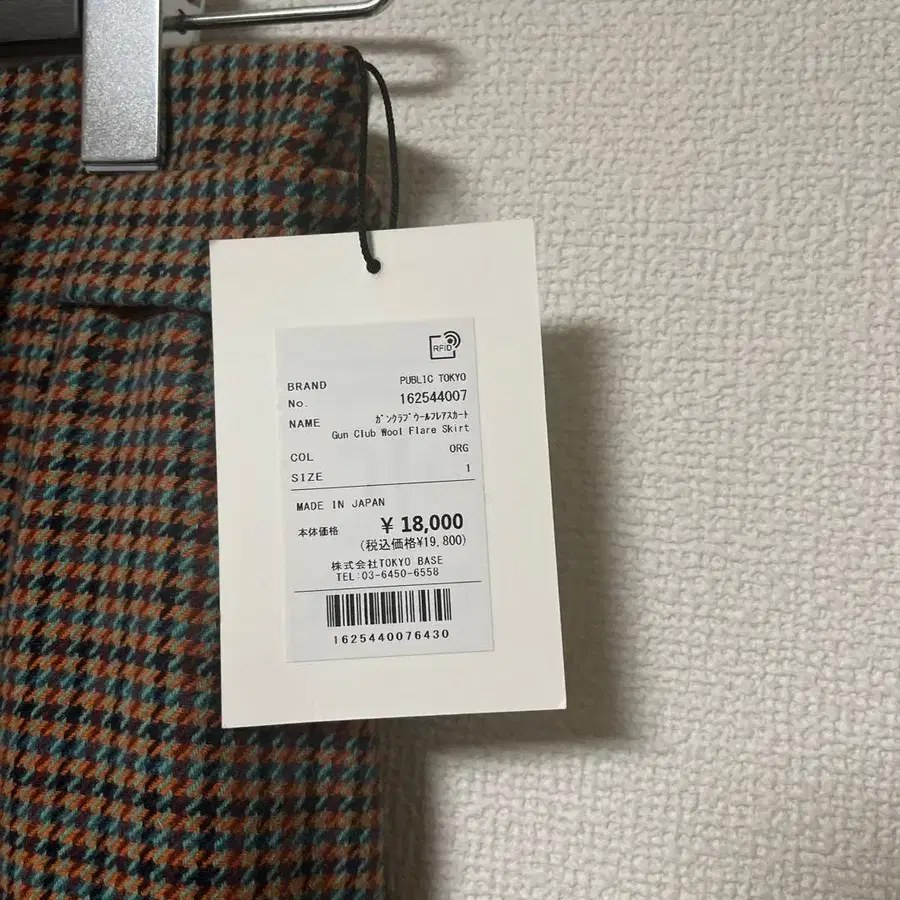 RFID
BRAND PUBLIC TOKYO
No. 162544007
NAME ｶﾞﾝｸﾗﾌﾞｳｰﾙﾌﾚｱｽｶｰﾄ
Gun Club Wool Flare Skirt
COL ORG
SIZE 1
MADE IN JAPAN
本体価格 ¥ 18,000
(税込価格¥19,800)
株式会社TOKYO BASE
TEL:03-6450-6558
1625440076430